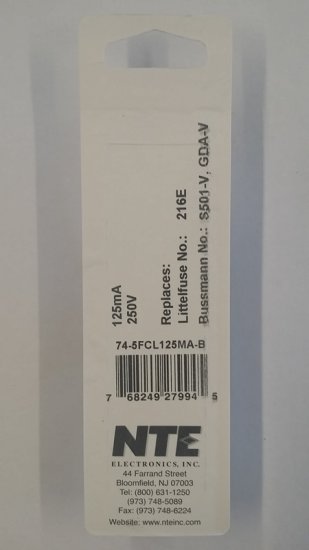 125mA
250V
Replaces:
Littelfuse No.: 216E
Bussmann No.: S501-V, GDA-V
74-5FCL125MA-B
7 68249 27994 5
NTE
ELECTRONICS, INC.
44 Farrand Street
Bloomfield, NJ 07003
Tel: (800) 631-1250
(973) 748-5089
Fax: (973) 748-6224
Website: www.nteinc.com